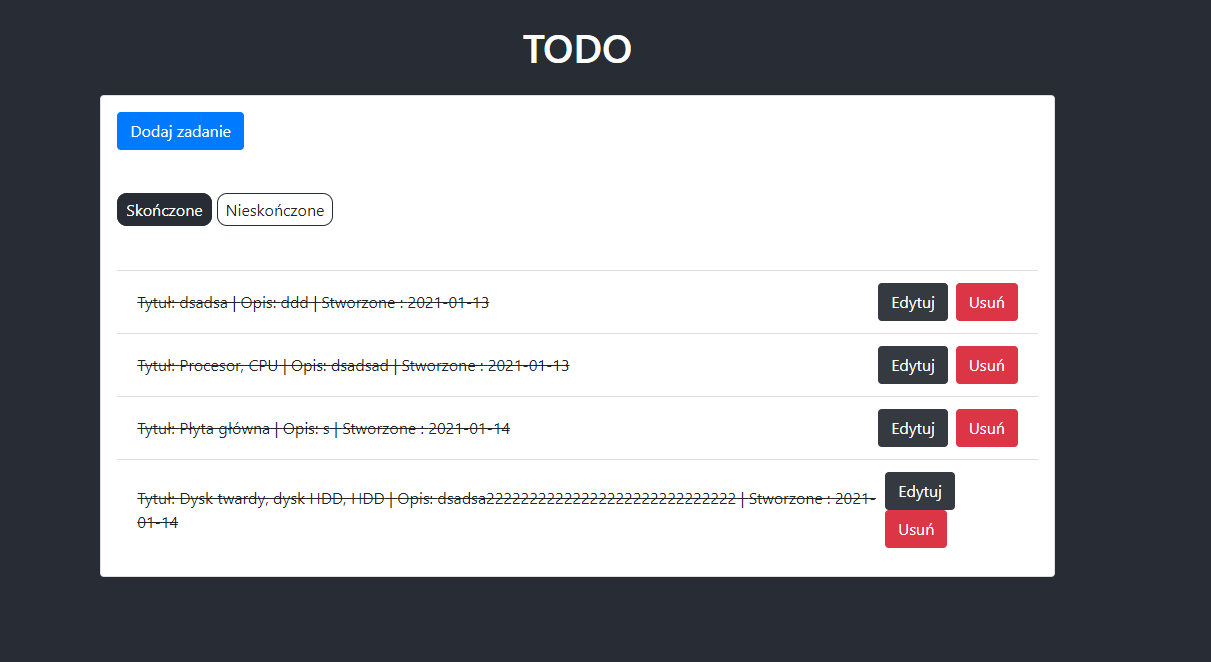 TODO
Dodaj zadanie
Skończone Nieskończone
Tytuł: dsadsa | Opis: ddd | Stworzone : 2021-01-13 Edytuj Usuń
Tytuł: Procesor, CPU | Opis: dsadsad | Stworzone : 2021-01-13 Edytuj Usuń
Tytuł: Płyta główna | Opis: s | Stworzone : 2021-01-14 Edytuj Usuń
Tytuł: Dysk twardy, dysk HDD, HDD | Opis: dsadsa22222222222222222222222222222 | Stworzone : 2021-
01-14
Edytuj
Usuń